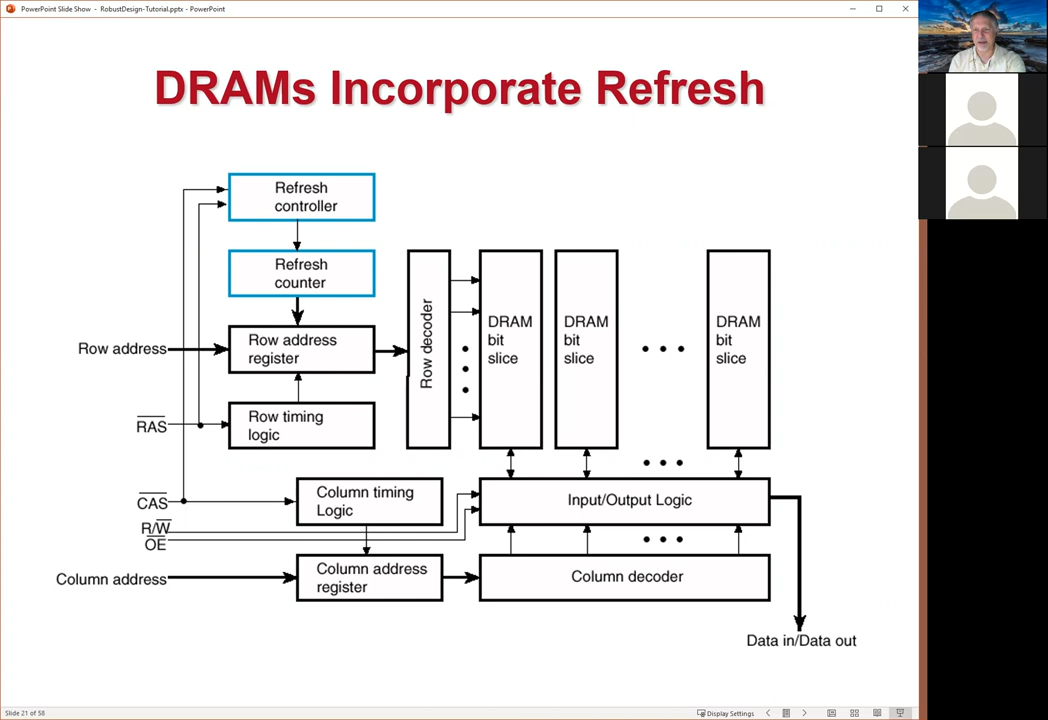 PowerPoint Slide Show - RobustDesign-Tutorial.pptx - PowerPoint
DRAMs Incorporate Refresh
Refresh
controller
Refresh
counter
Row address
Row address
register
Row decoder
DRAM
bit
slice
DRAM
bit
slice
DRAM
bit
slice
RAS
Row timing
logic
CAS
Column timing
Logic
R/W
OE
Input/Output Logic
Column address
Column address
register
Column decoder
Data in/Data out
Slide 21 of 58
Display Settings